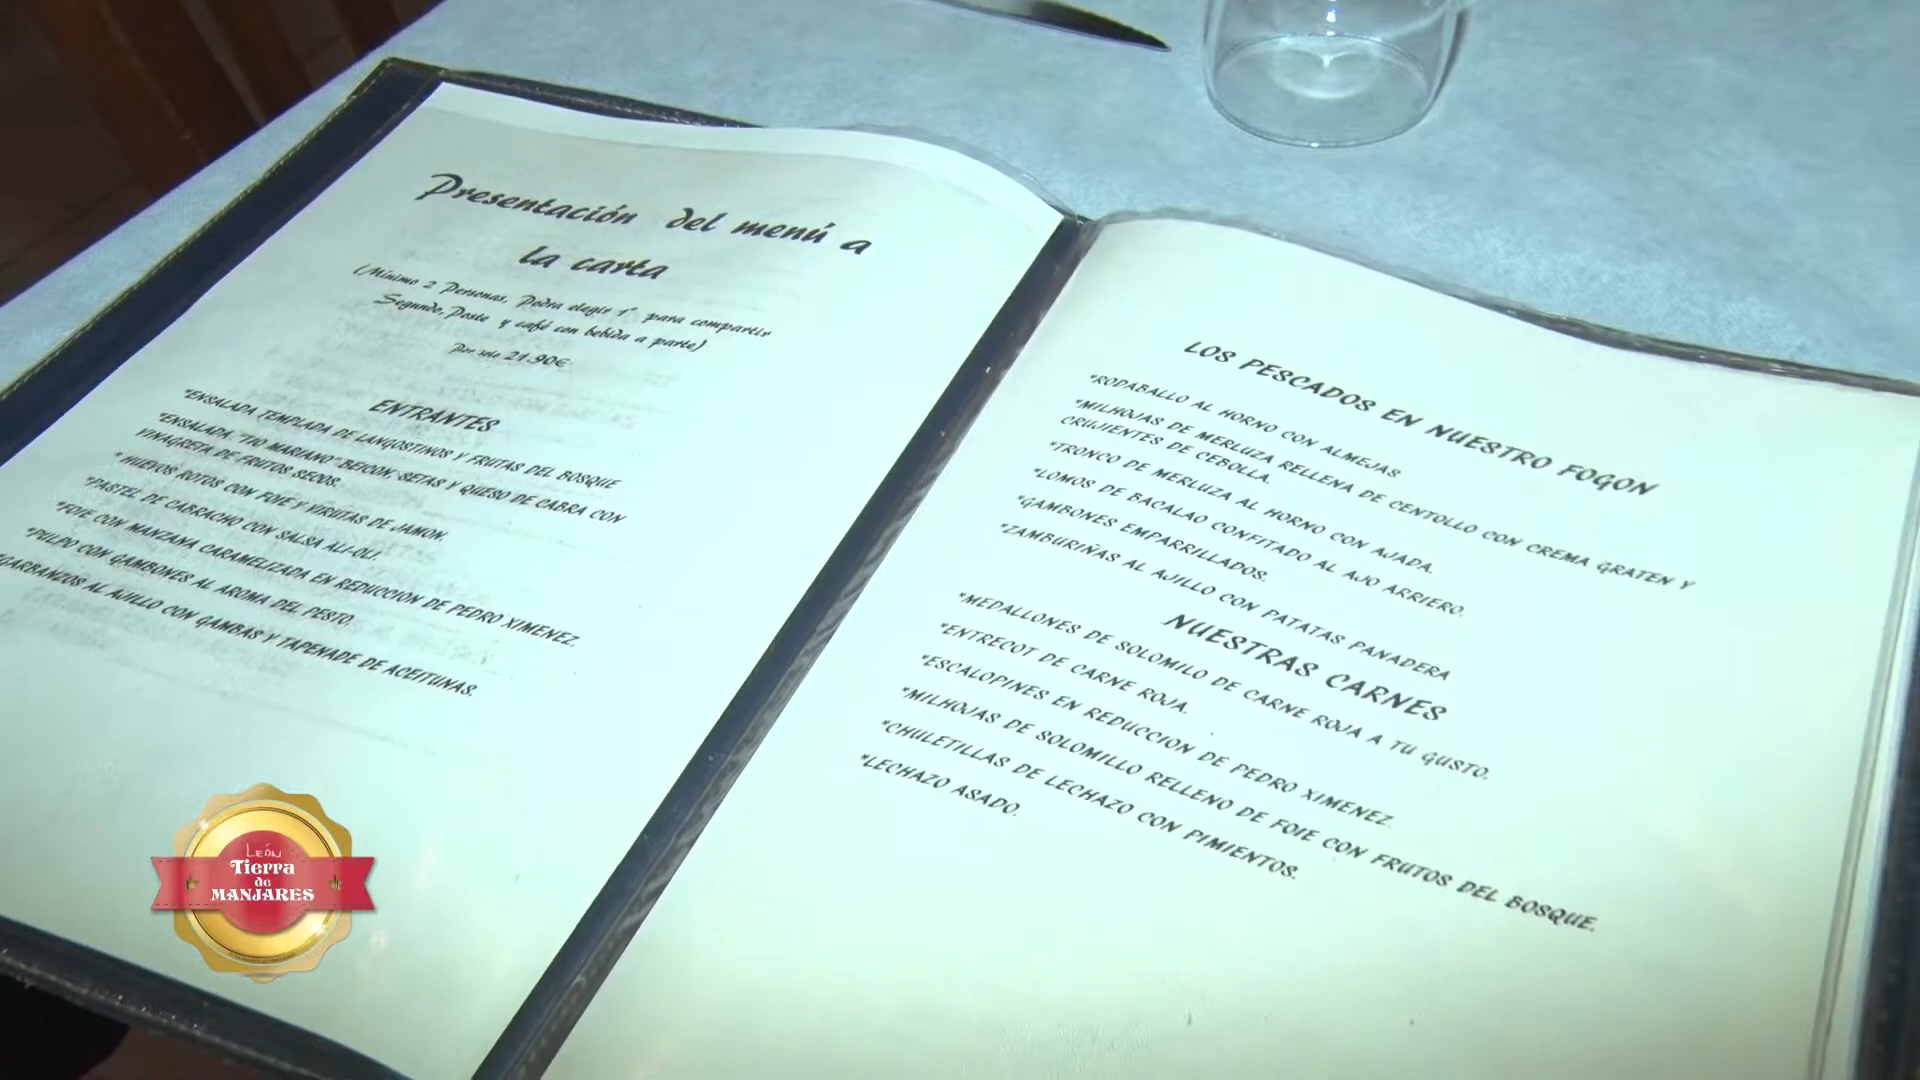 Presentación del menú a
la carta
(Mínimo 2 Personas, Podra elegir 1º para compartir
Segundo, Poste y café con bebida a parte)
Por solo 21.90€
ENTRANTES
*ENSALADA TEMPLADA DE LANGOSTINOS Y FRUTAS DEL BOSQUE
*ENSALADA "TIO MARIANO" BEICON, SETAS Y QUESO DE CABRA CON
VINAGRETA DE FRUTOS SECOS.
*HUEVOS ROTOS CON FOIE Y VIRUTAS DE JAMON.
*PASTEL DE CABRACHO CON SALSA ALI-OLI.
*FOIE CON MANZANA CARAMELIZADA EN REDUCCION DE PEDRO XIMENEZ.
*PULPO CON GAMBONES AL AROMA DEL PESTO.
*GARBANZOS AL AJILLO CON GAMBAS Y TAPENADE DE ACEITUNAS.
LOS PESCADOS EN NUESTRO FOGON
*RODABALLO AL HORNO CON ALMEJAS
*MILHOJAS DE MERLUZA RELLENA DE CENTOLLO CON CREMA GRATEN Y
CRUJIENTES DE CEBOLLA.
*TRONCO DE MERLUZA AL HORNO CON AJADA.
*LOMOS DE BACALAO CONFITADO AL AJO ARRIERO.
*GAMBONES EMPARRILLADOS.
*ZAMBURIÑAS AL AJILLO CON PATATAS PANADERA
NUESTRAS CARNES
*MEDALLONES DE SOLOMILO DE CARNE ROJA A TU GUSTO.
*ENTRECOT DE CARNE ROJA.
*ESCALOPINES EN REDUCCION DE PEDRO XIMENEZ.
*MILHOJAS DE SOLOMILLO RELLENO DE FOIE CON FRUTOS DEL BOSQUE.
*CHULETILLAS DE LECHAZO CON PIMIENTOS.
*LECHAZO ASADO.
LEÓN
Tierra
de
MANJARES